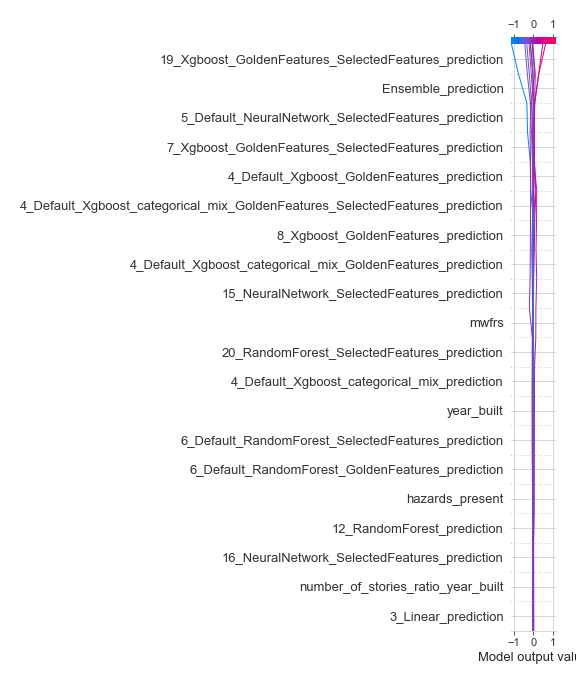 −1 0 1
19_Xgboost_GoldenFeatures_SelectedFeatures_prediction
Ensemble_prediction
5_Default_NeuralNetwork_SelectedFeatures_prediction
7_Xgboost_GoldenFeatures_SelectedFeatures_prediction
4_Default_Xgboost_GoldenFeatures_prediction
4_Default_Xgboost_categorical_mix_GoldenFeatures_SelectedFeatures_prediction
8_Xgboost_GoldenFeatures_prediction
4_Default_Xgboost_categorical_mix_GoldenFeatures_prediction
15_NeuralNetwork_SelectedFeatures_prediction
mwfrs
20_RandomForest_SelectedFeatures_prediction
4_Default_Xgboost_categorical_mix_prediction
year_built
6_Default_RandomForest_SelectedFeatures_prediction
6_Default_RandomForest_GoldenFeatures_prediction
hazards_present
12_RandomForest_prediction
16_NeuralNetwork_SelectedFeatures_prediction
number_of_stories_ratio_year_built
3_Linear_prediction
−1 0 1
Model output valu